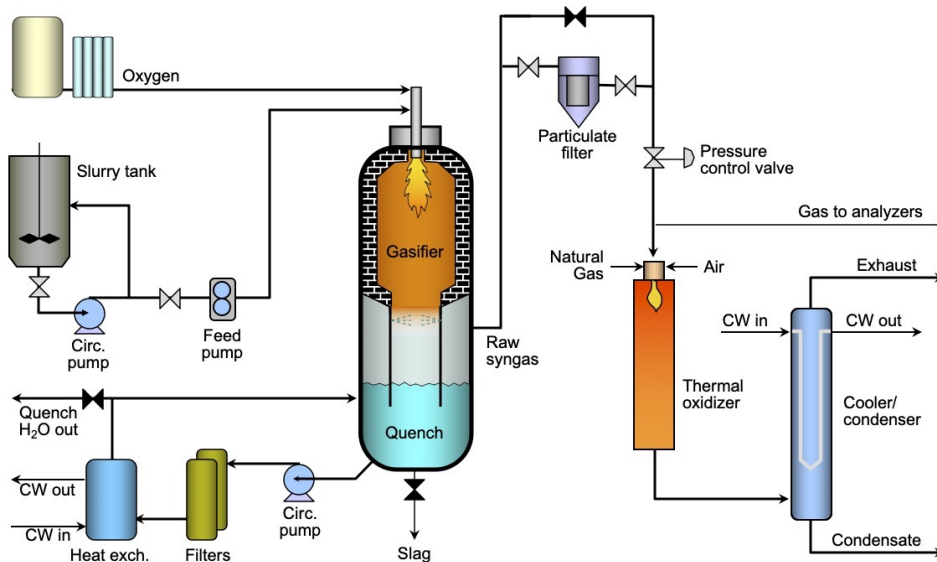 Oxygen
Slurry tank
Circ.
pump
Feed
pump
Gasifier
Quench
Raw
syngas
Particulate
filter
Pressure
control valve
Gas to analyzers
Natural
Gas
Air
Exhaust
CW in
CW out
Thermal
oxidizer
Cooler/
condenser
Condensate
Quench
H₂O out
CW out
CW in
Heat exch.
Filters
Circ.
pump
Slag